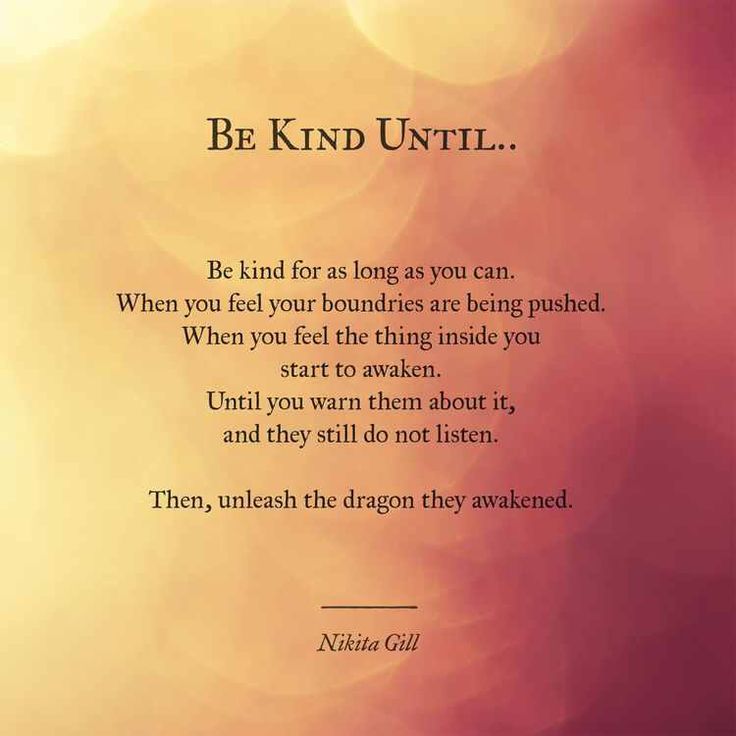 Be Kind Until..
Be kind for as long as you can.
When you feel your boundries are being pushed.
When you feel the thing inside you
start to awaken.
Until you warn them about it,
and they still do not listen.
Then, unleash the dragon they awakened.
Nikita Gill